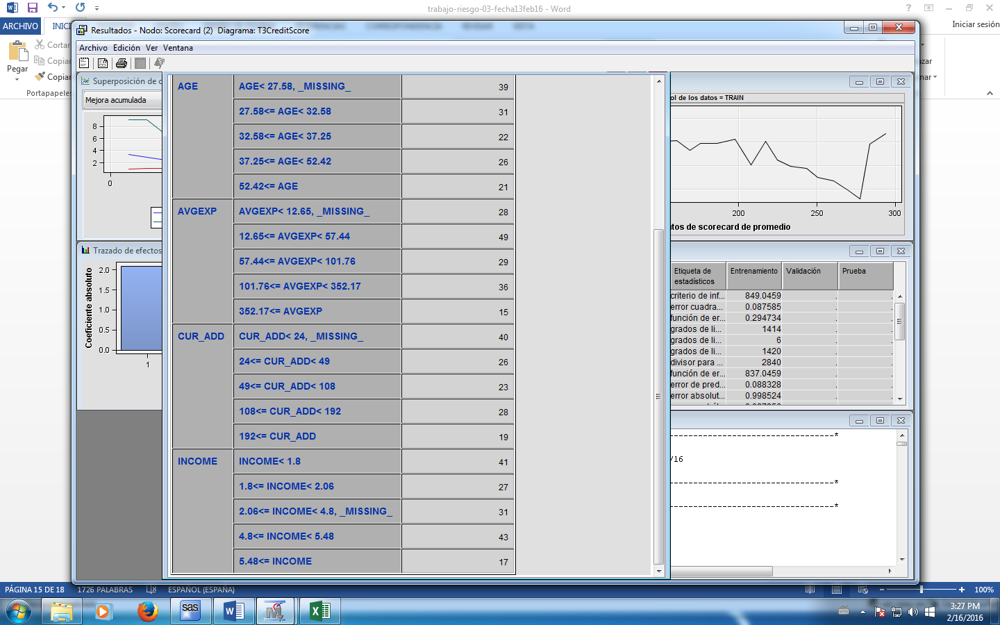 trabajo-riesgo-03-fecha13feb16 - Word
ARCHIVO
Iniciar sesión
Pegar
Cortar
Copiar
Copiar
Portapapeles
Resultados - Nodo: Scorecard (2) Diagrama: T3CreditScore
Archivo Edición Ver Ventana
Superposición de c
Mejora acumulada
8
6
4
2
0
Trazado de efectos
Coeficiente absoluto
2.0
1.5
1.0
0.5
0.0
1
AGE AGE< 27.58, _MISSING_ 39
27.58<= AGE< 32.58 31
32.58<= AGE< 37.25 22
37.25<= AGE< 52.42 26
52.42<= AGE 21
AVGEXP AVGEXP< 12.65, _MISSING_ 28
12.65<= AVGEXP< 57.44 49
57.44<= AVGEXP< 101.76 29
101.76<= AVGEXP< 352.17 36
352.17<= AVGEXP 15
CUR_ADD CUR_ADD< 24, _MISSING_ 40
24<= CUR_ADD< 49 26
49<= CUR_ADD< 108 23
108<= CUR_ADD< 192 28
192<= CUR_ADD 19
INCOME INCOME< 1.8 41
1.8<= INCOME< 2.06 27
2.06<= INCOME< 4.8, _MISSING_ 31
4.8<= INCOME< 5.48 43
5.48<= INCOME 17
ol de los datos = TRAIN
200 250 300
tos de scorecard de promedio
Etiqueta de estadísticos Entrenamiento Validación Prueba
criterio de inf... 849.0459 . .
error cuadra... 0.087585 . .
función de er... 0.294734 . .
grados de li... 1414 . .
grados de li... 6 . .
grados de li... 1420 . .
divisor para ... 2840 . .
función de er... 837.0459 . .
error de pred... 0.088328 . .
error absolut... 0.998524 . .
/16
PÁGINA 15 DE 18 1726 PALABRAS ESPAÑOL (ESPAÑA) 100%
sas
3:27 PM
2/16/2016